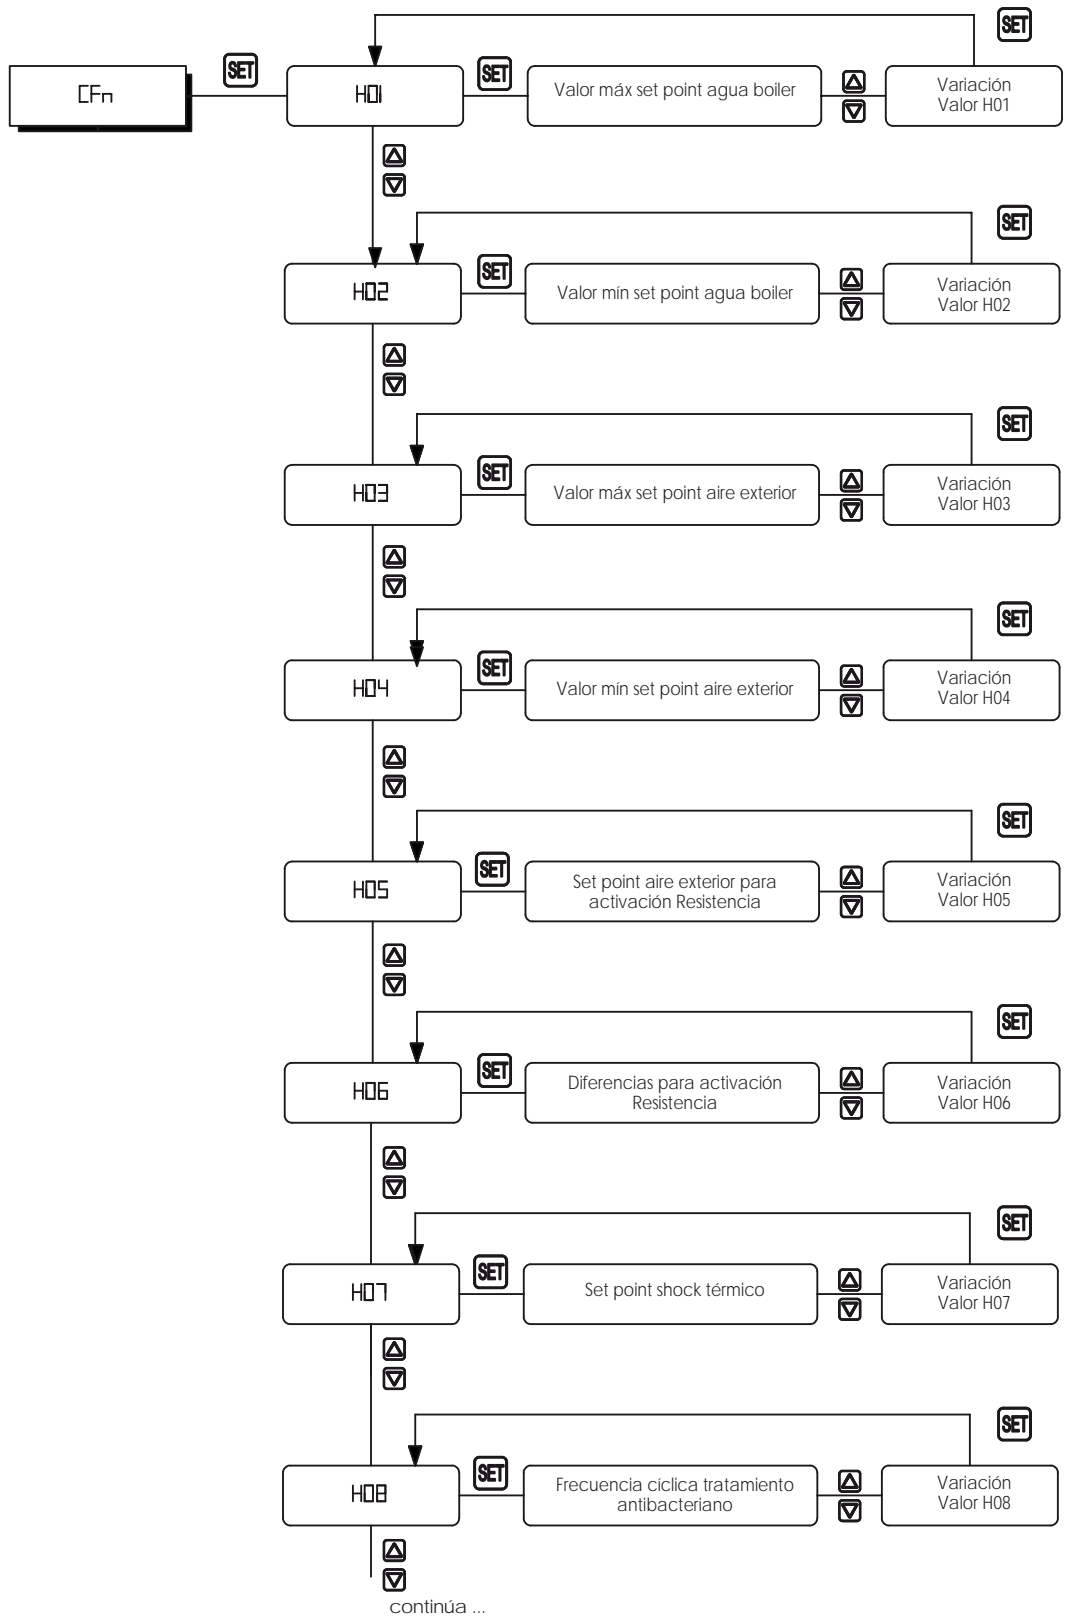 SET
SET
CFn
H01
SET
Valor máx set point agua boiler
Variación
Valor H01
SET
H02
SET
Valor mín set point agua boiler
Variación
Valor H02
SET
H03
SET
Valor máx set point aire exterior
Variación
Valor H03
SET
H04
SET
Valor mín set point aire exterior
Variación
Valor H04
SET
H05
SET
Set point aire exterior para
activación Resistencia
Variación
Valor H05
SET
H06
SET
Diferencias para activación
Resistencia
Variación
Valor H06
SET
H07
SET
Set point shock térmico
Variación
Valor H07
SET
H08
SET
Frecuencia cíclica tratamiento
antibacteriano
Variación
Valor H08
continúa ...